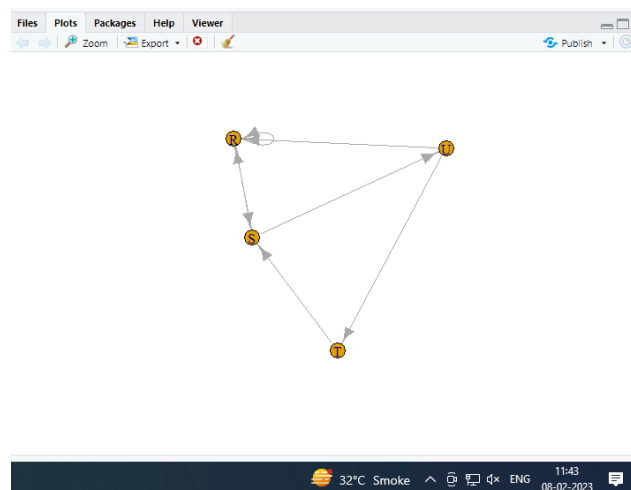 Files Plots Packages Help Viewer
Zoom Export Publish
R
U
S
T
32°C Smoke ENG 11:43
08-02-2023